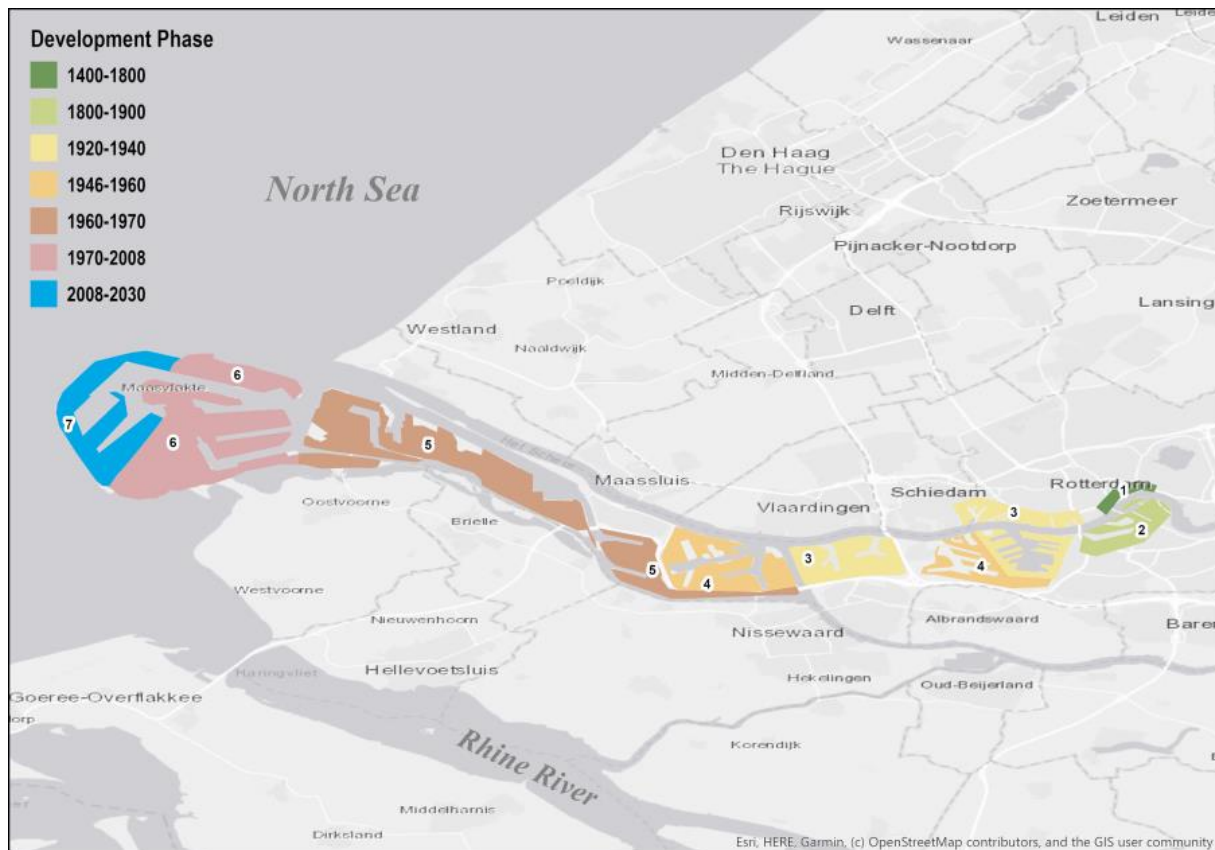 Development Phase
1400-1800
1800-1900
1920-1940
1946-1960
1960-1970
1970-2008
2008-2030
Leiden
Leide
Wassenaar
North Sea
Den Haag
The Hague
Zoetermeer
Rijswijk
Pijnacker-Nootdorp
Poeldijk
Delft
Lansing
Westland
Naaldwijk
Midden-Delfland
6
Maasvlakte
7
6
5
Het Scheur
Maassluis
Schiedam
Rotterdam
1
Vlaardingen
3
2
Oostvoorne
Brielle
3
5
4
4
Westvoorne
Nieuwenhoorn
Albrandswaard
Baren
Nissewaard
Hellevoetsluis
Haringvliet
Hekelingen
Oud-Beijerland
Goeree-Overflakkee
dorp
Korendijk
Rhine River
Middelharnis
Dirksland
Esri, HERE, Garmin, (c) OpenStreetMap contributors, and the GIS user community